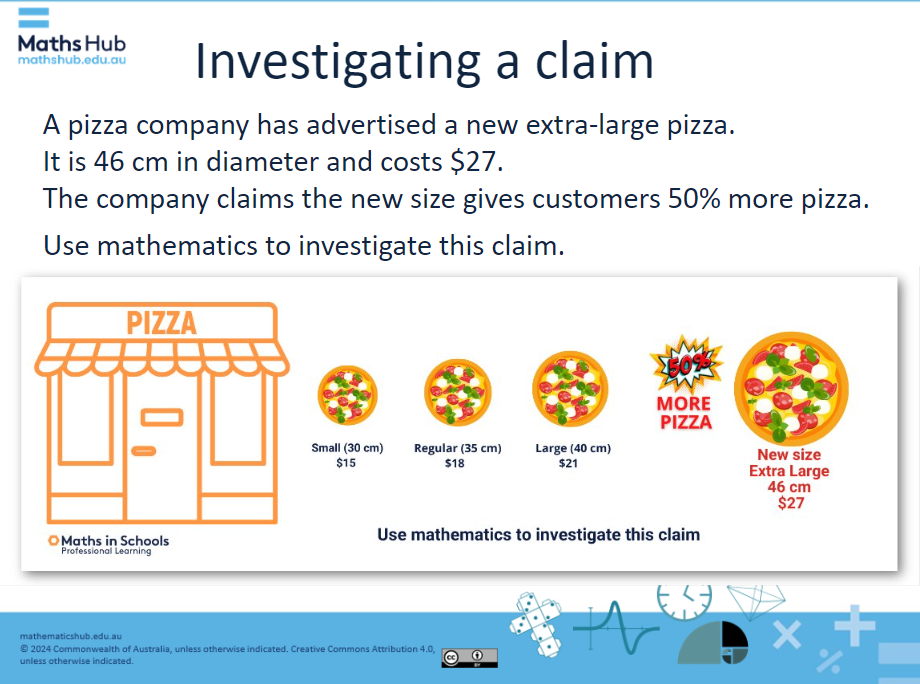 Maths Hub
mathshub.edu.au
Investigating a claim
A pizza company has advertised a new extra-large pizza.
It is 46 cm in diameter and costs $27.
The company claims the new size gives customers 50% more pizza.
Use mathematics to investigate this claim.
PIZZA
50%
MORE
PIZZA
Small (30 cm)
$15
Regular (35 cm)
$18
Large (40 cm)
$21
New size
Extra Large
46 cm
$27
Use mathematics to investigate this claim
Maths in Schools
Professional Learning
mathematicshub.edu.au
© 2024 Commonwealth of Australia, unless otherwise indicated. Creative Commons Attribution 4.0,
unless otherwise indicated.
cc
BY